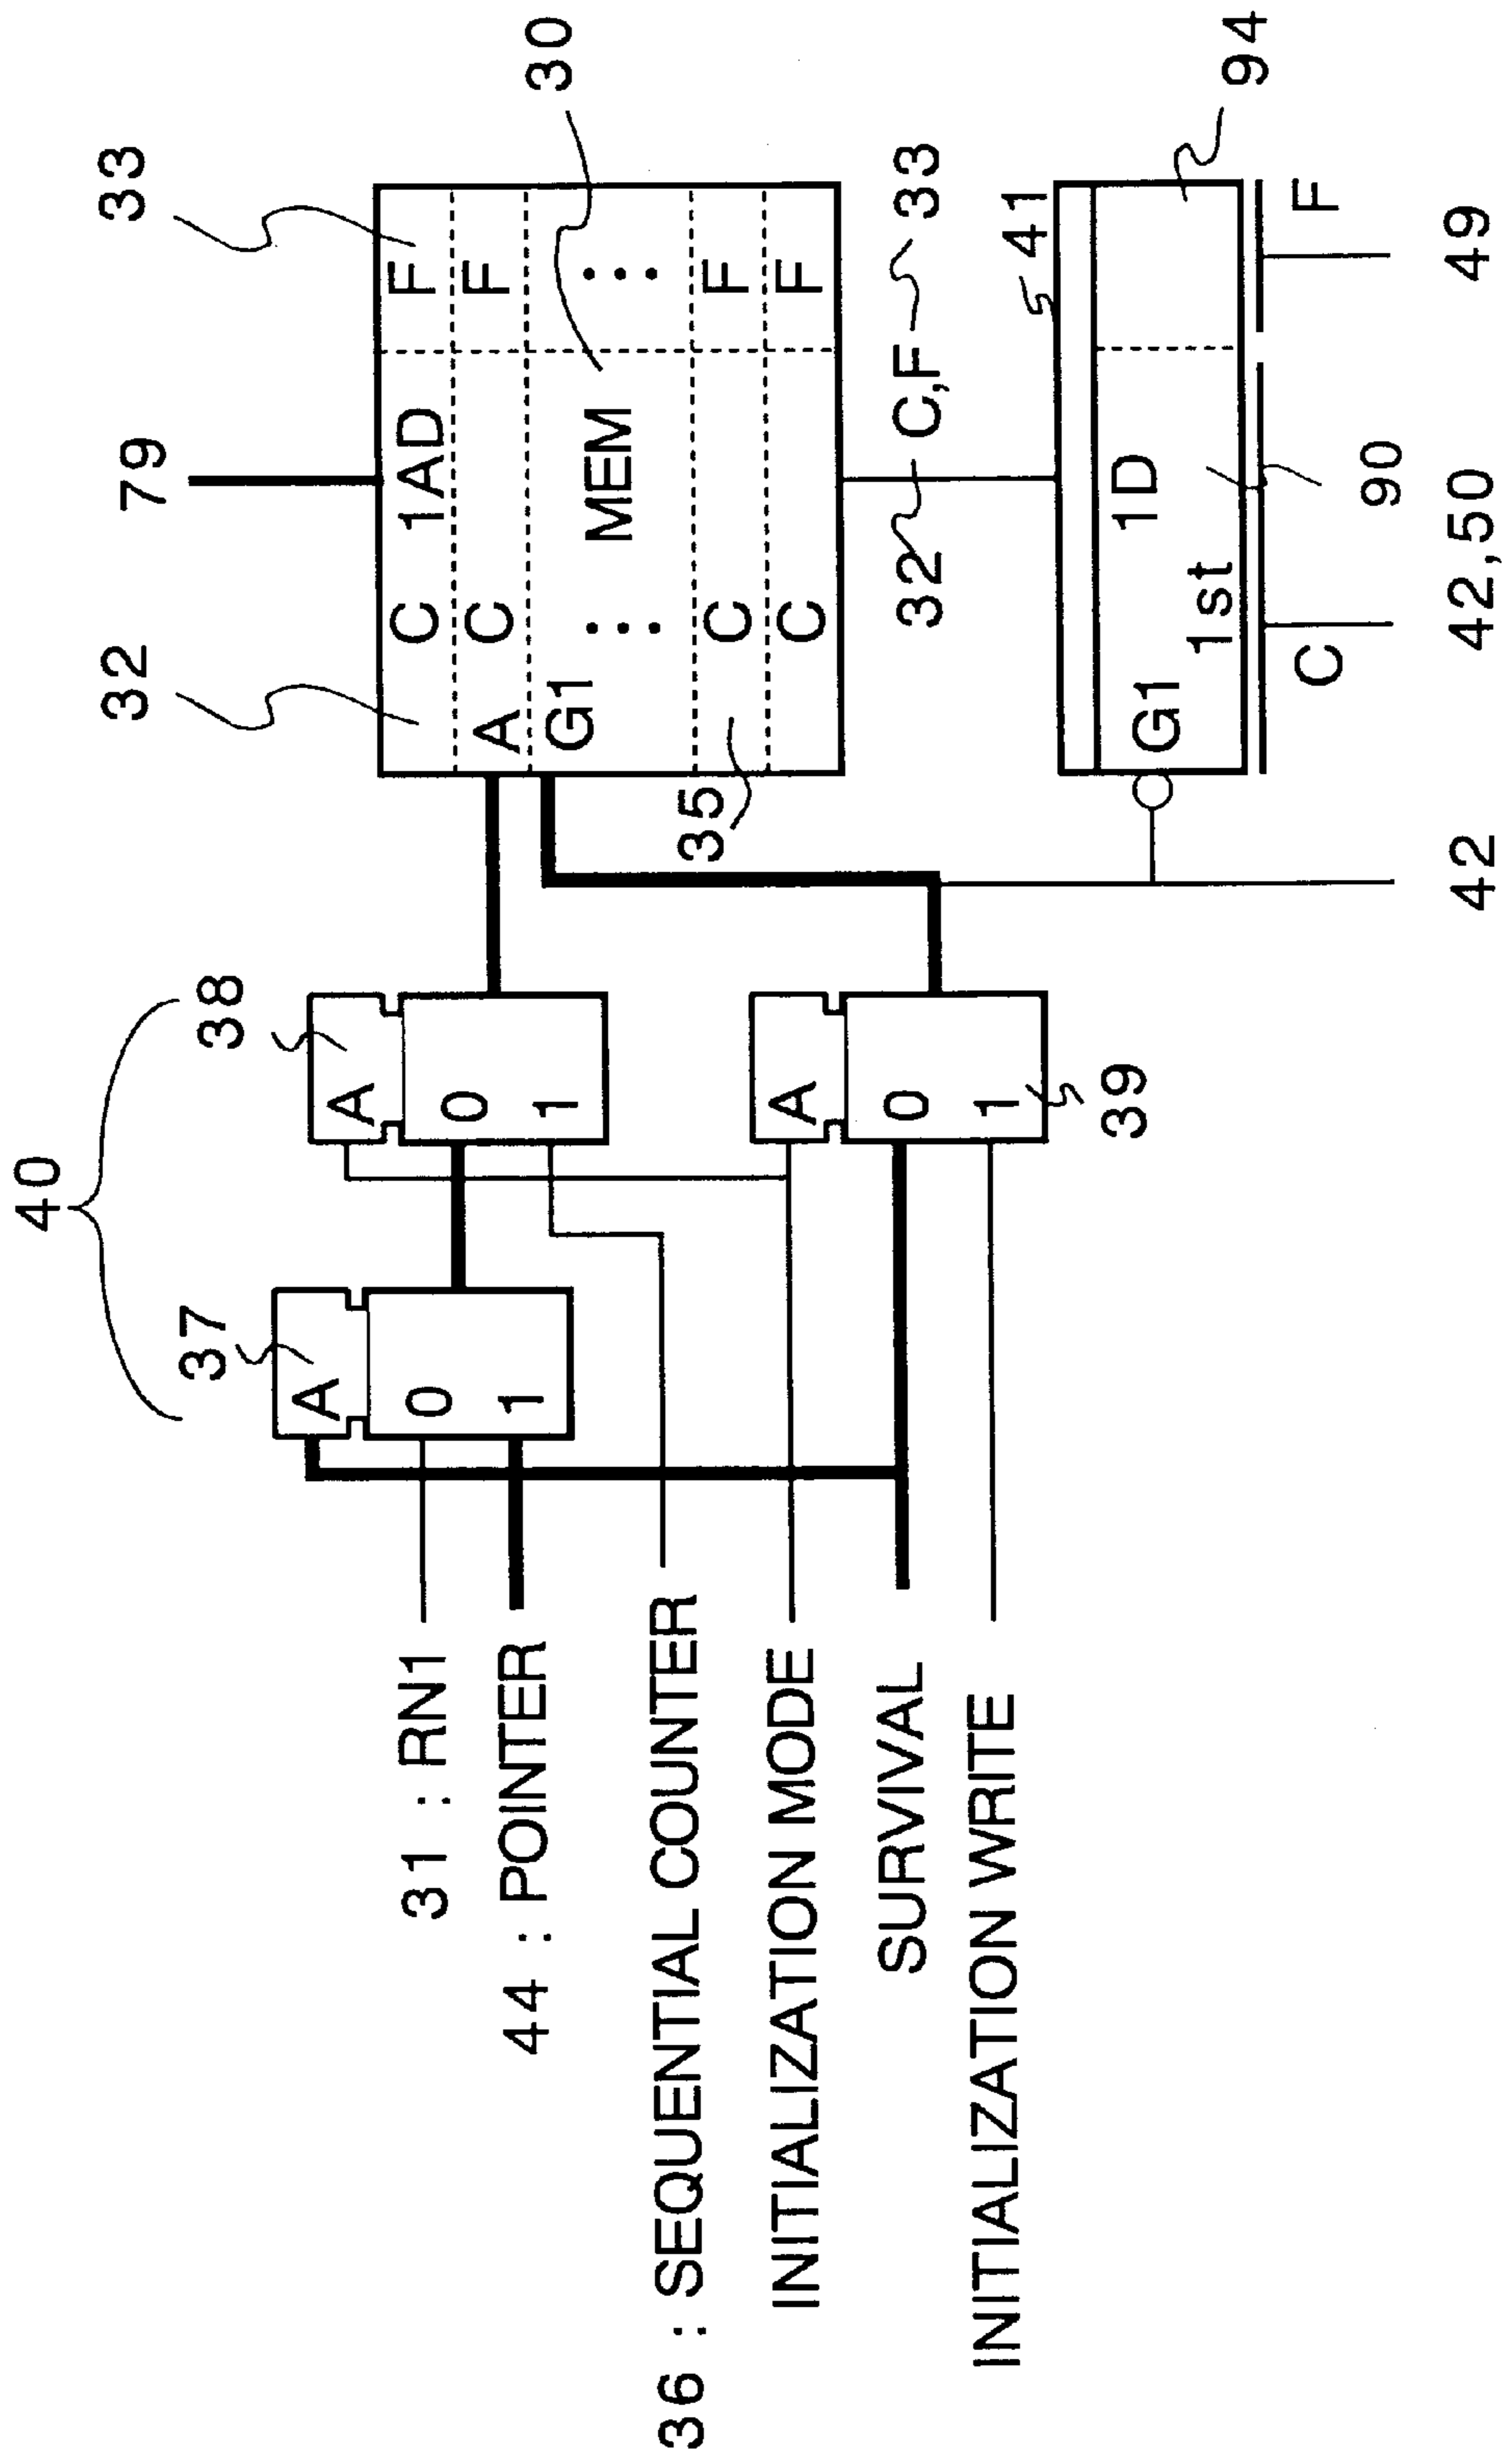 40
37
38
A
0
1
A
0
1
A
0
1
39
31 : RN1
44 : POINTER
36 : SEQUENTIAL COUNTER
INITIALIZATION MODE
SURVIVAL
INITIALIZATION WRITE
32
79
33
30
C 1AD F
A C F
G1 ⋮ MEM ⋮
C F
C F
35
32 C,F 33
41
G1 1D
1st
94
90
C
F
42
42,50
49